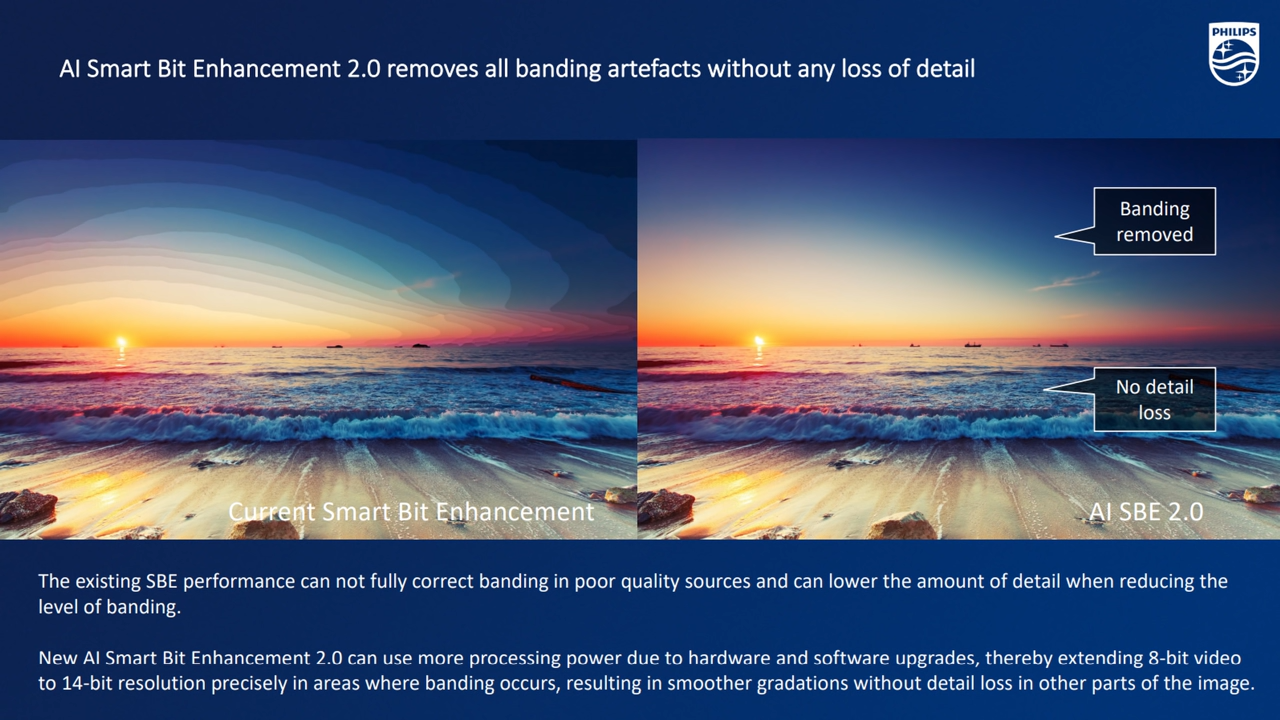 AI Smart Bit Enhancement 2.0 removes all banding artefacts without any loss of detail
PHILIPS
Banding
removed
No detail
loss
Current Smart Bit Enhancement
AI SBE 2.0
The existing SBE performance can not fully correct banding in poor quality sources and can lower the amount of detail when reducing the
level of banding.
New AI Smart Bit Enhancement 2.0 can use more processing power due to hardware and software upgrades, thereby extending 8-bit video
to 14-bit resolution precisely in areas where banding occurs, resulting in smoother gradations without detail loss in other parts of the image.